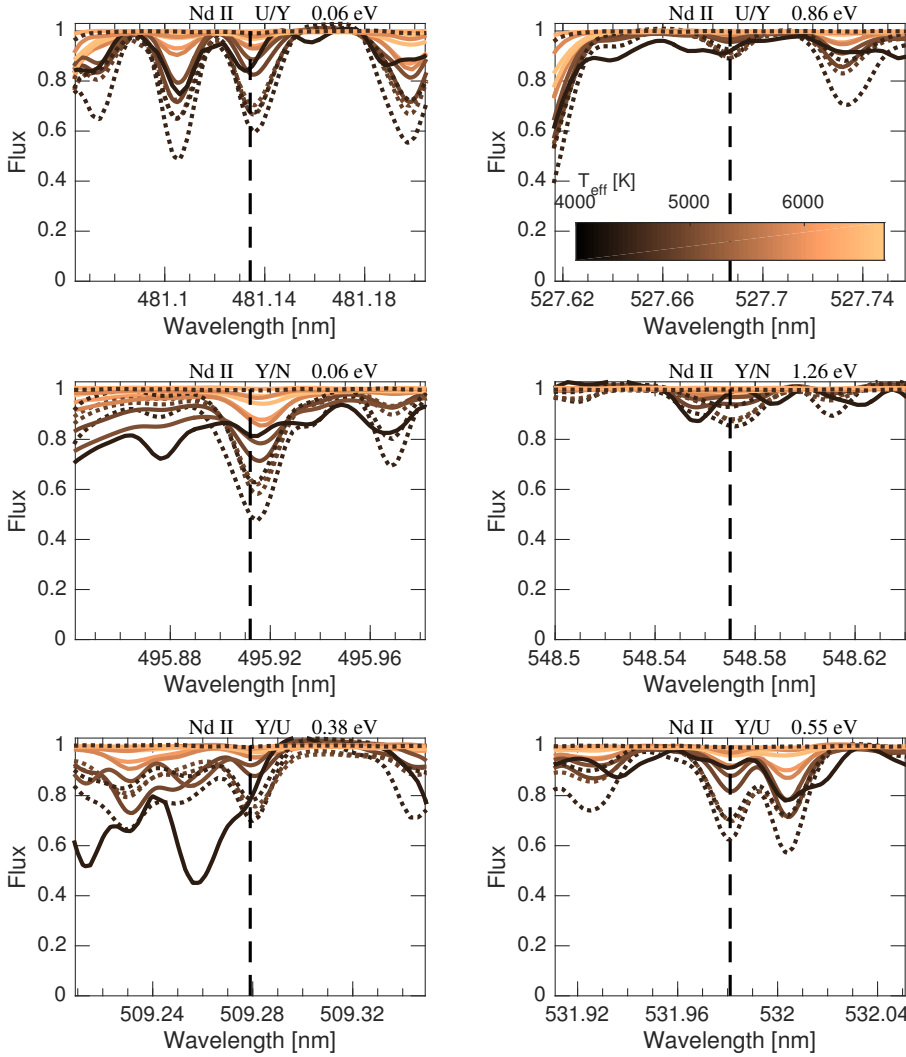 Nd II U/Y 0.06 eV
1
0.8
0.6
0.4
0.2
0
Flux
481.1 481.14 481.18
Wavelength [nm]
Nd II U/Y 0.86 eV
1
0.8
0.6
0.4
0.2
0
Flux
T_eff [K]
4000 5000 6000
527.62 527.66 527.7 527.74
Wavelength [nm]
Nd II Y/N 0.06 eV
1
0.8
0.6
0.4
0.2
0
Flux
495.88 495.92 495.96
Wavelength [nm]
Nd II Y/N 1.26 eV
1
0.8
0.6
0.4
0.2
0
Flux
548.5 548.54 548.58 548.62
Wavelength [nm]
Nd II Y/U 0.38 eV
1
0.8
0.6
0.4
0.2
0
Flux
509.24 509.28 509.32
Wavelength [nm]
Nd II Y/U 0.55 eV
1
0.8
0.6
0.4
0.2
0
Flux
531.92 531.96 532 532.04
Wavelength [nm]